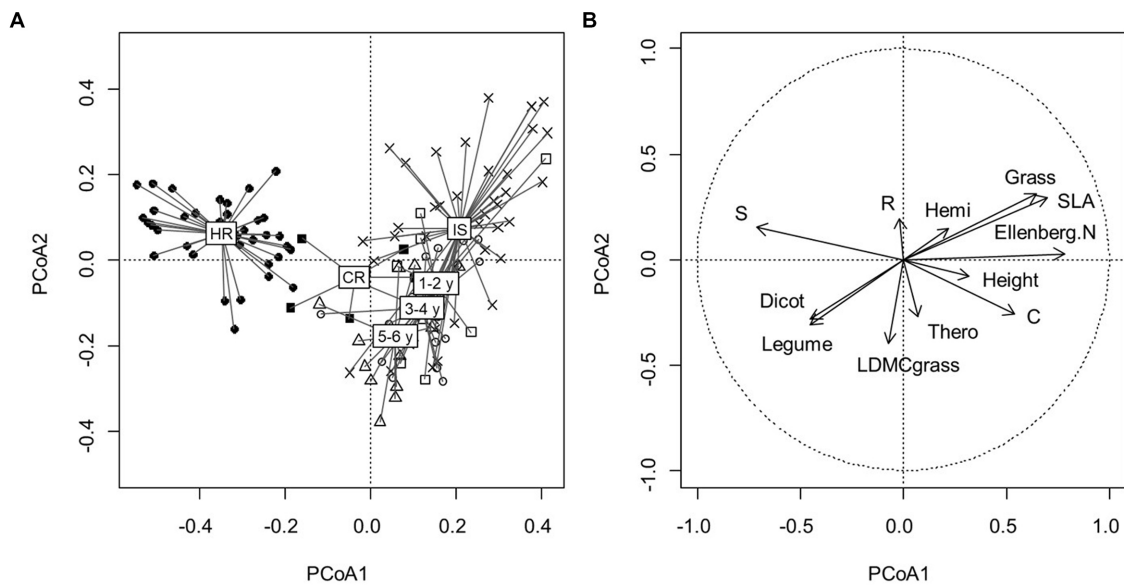 A
B
PCoA2
0.4
0.2
0.0
-0.2
-0.4
HR
IS
CR
1-2 y
3-4 y
5-6 y
-0.4
-0.2
0.0
0.2
0.4
PCoA1
PCoA2
1.0
0.5
0.0
-0.5
-1.0
Grass
SLA
R
Hemi
S
Ellenberg.N
Height
Dicot
C
Legume
Thero
LDMCgrass
-1.0
-0.5
0.0
0.5
1.0
PCoA1